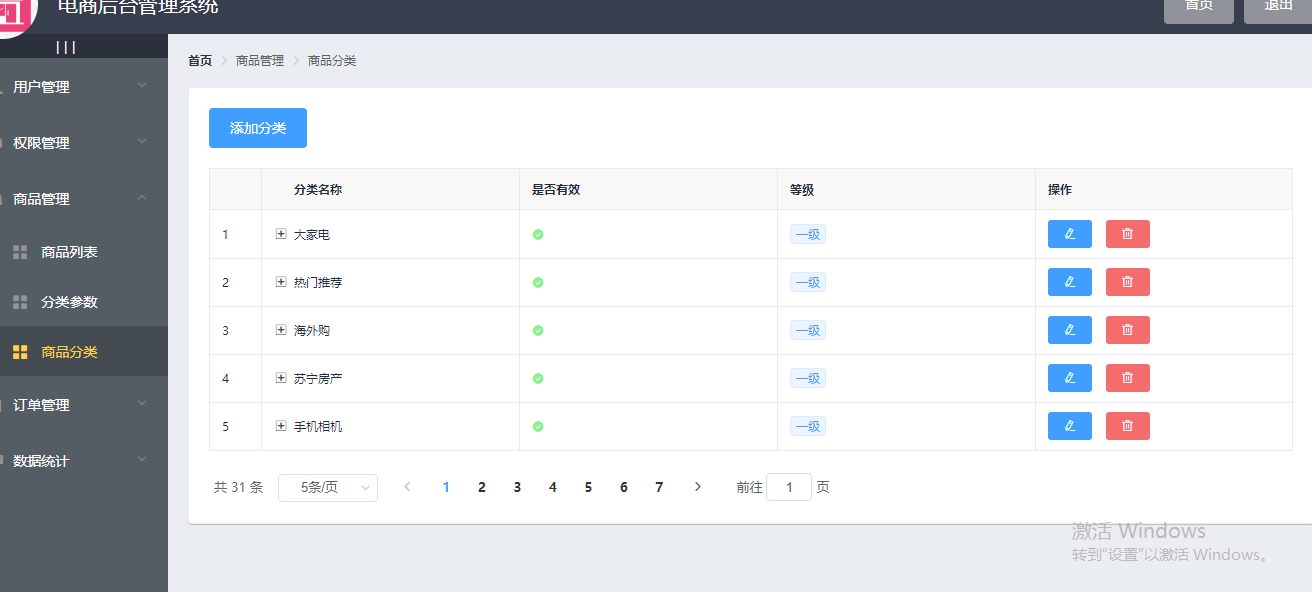 电商后台管理系统
首页
退出
|||
首页
商品管理
商品分类
用户管理
权限管理
商品管理
商品列表
分类参数
商品分类
订单管理
数据统计
添加分类
分类名称 是否有效 等级 操作
1 大家电 一级
2 热门推荐 一级
3 海外购 一级
4 苏宁房产 一级
5 手机相机 一级
共 31 条 5条/页 1 2 3 4 5 6 7 前往 1 页
激活 Windows
转到“设置”以激活 Windows。